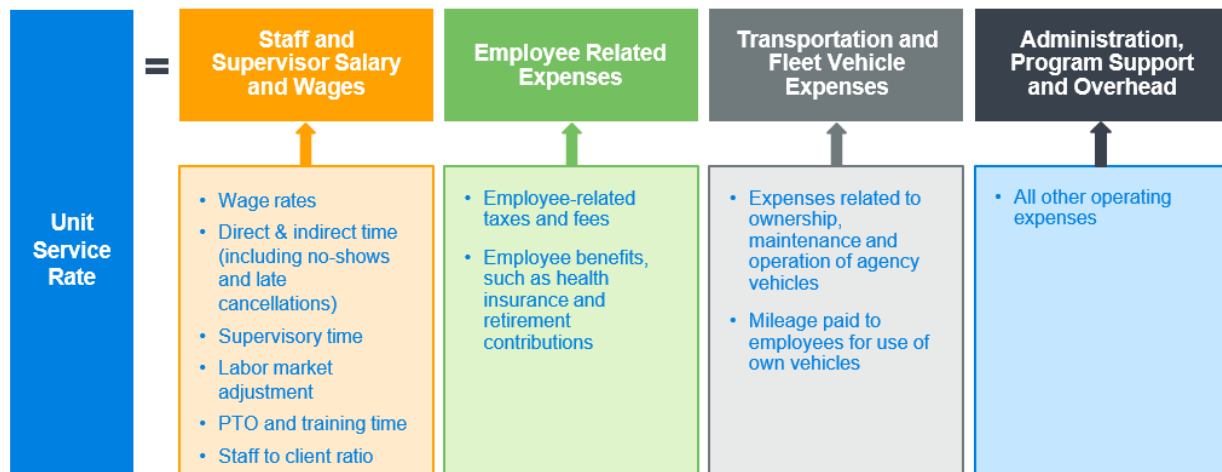 Unit
Service
Rate
=
Staff and
Supervisor Salary
and Wages
• Wage rates
• Direct & indirect time
(including no-shows
and late
cancellations)
• Supervisory time
• Labor market
adjustment
• PTO and training time
• Staff to client ratio
Employee Related
Expenses
• Employee-related
taxes and fees
• Employee benefits,
such as health
insurance and
retirement
contributions
Transportation and
Fleet Vehicle
Expenses
• Expenses related to
ownership,
maintenance and
operation of agency
vehicles
• Mileage paid to
employees for use of
own vehicles
Administration,
Program Support
and Overhead
• All other operating
expenses